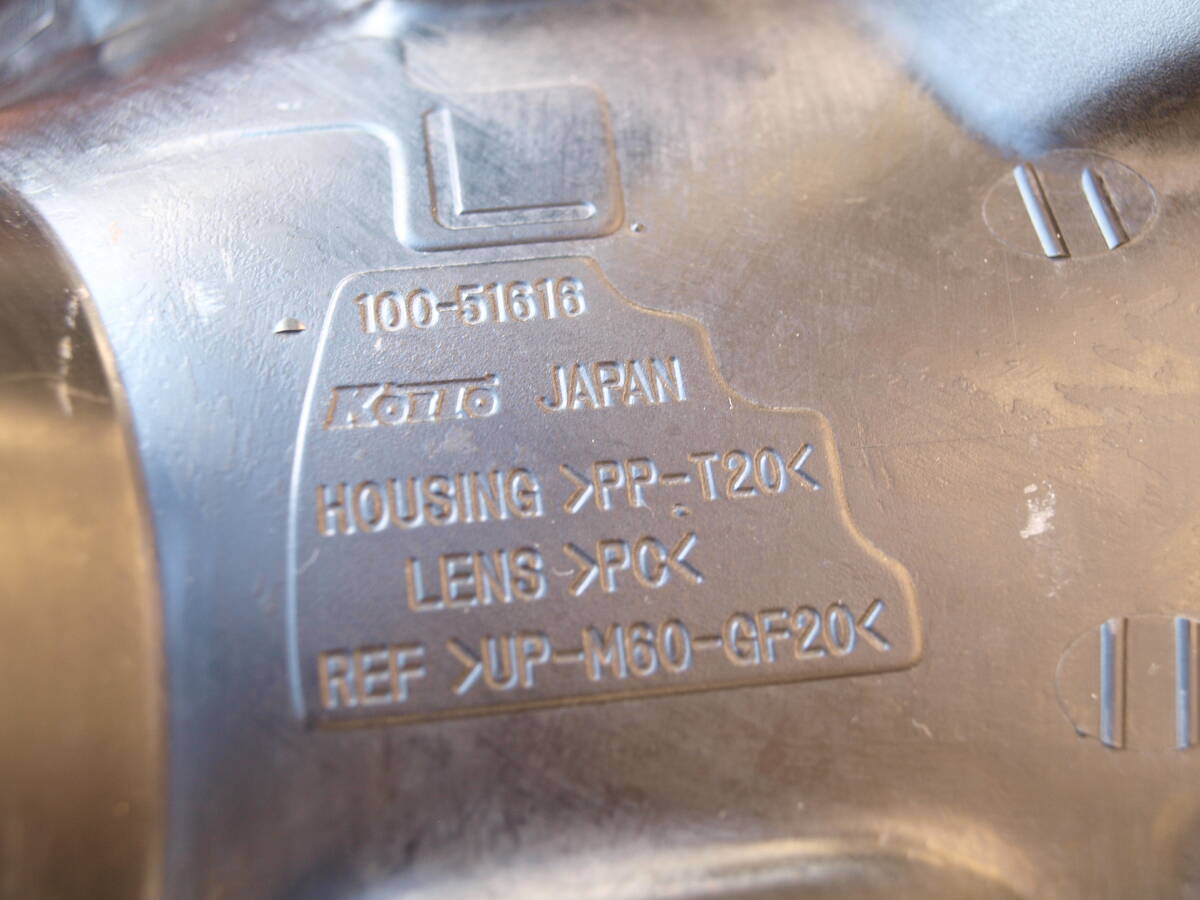 L
100-51616
KOITO JAPAN
HOUSING >PP-T20<
LENS >PC<
REF >UP-M60-GF20<